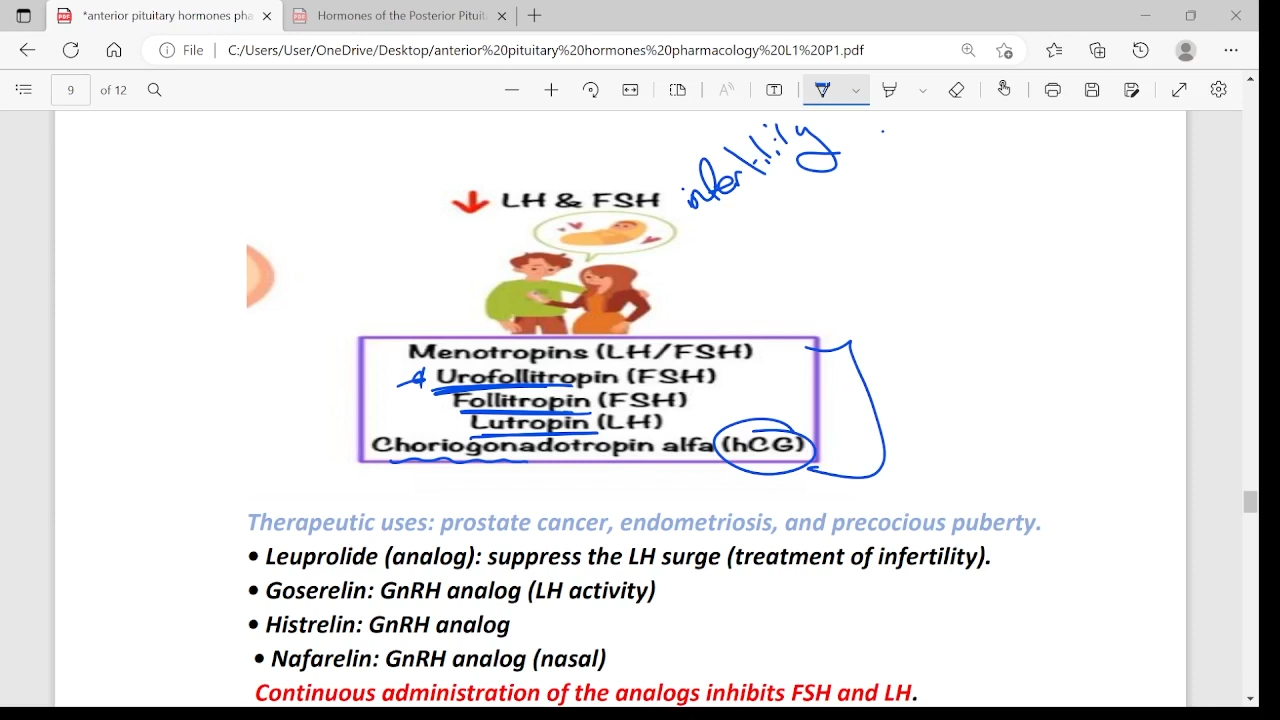 *anterior pituitary hormones pha
Hormones of the Posterior Pituit
File
C:/Users/User/OneDrive/Desktop/anterior%20pituitary%20hormones%20pharmacology%20L1%20P1.pdf
9 of 12
infertility
LH & FSH
Menotropins (LH/FSH)
Urofollitropin (FSH)
Follitropin (FSH)
Lutropin (LH)
Choriogonadotropin alfa (hCG)
Therapeutic uses: prostate cancer, endometriosis, and precocious puberty.
• Leuprolide (analog): suppress the LH surge (treatment of infertility).
• Goserelin: GnRH analog (LH activity)
• Histrelin: GnRH analog
• Nafarelin: GnRH analog (nasal)
Continuous administration of the analogs inhibits FSH and LH.